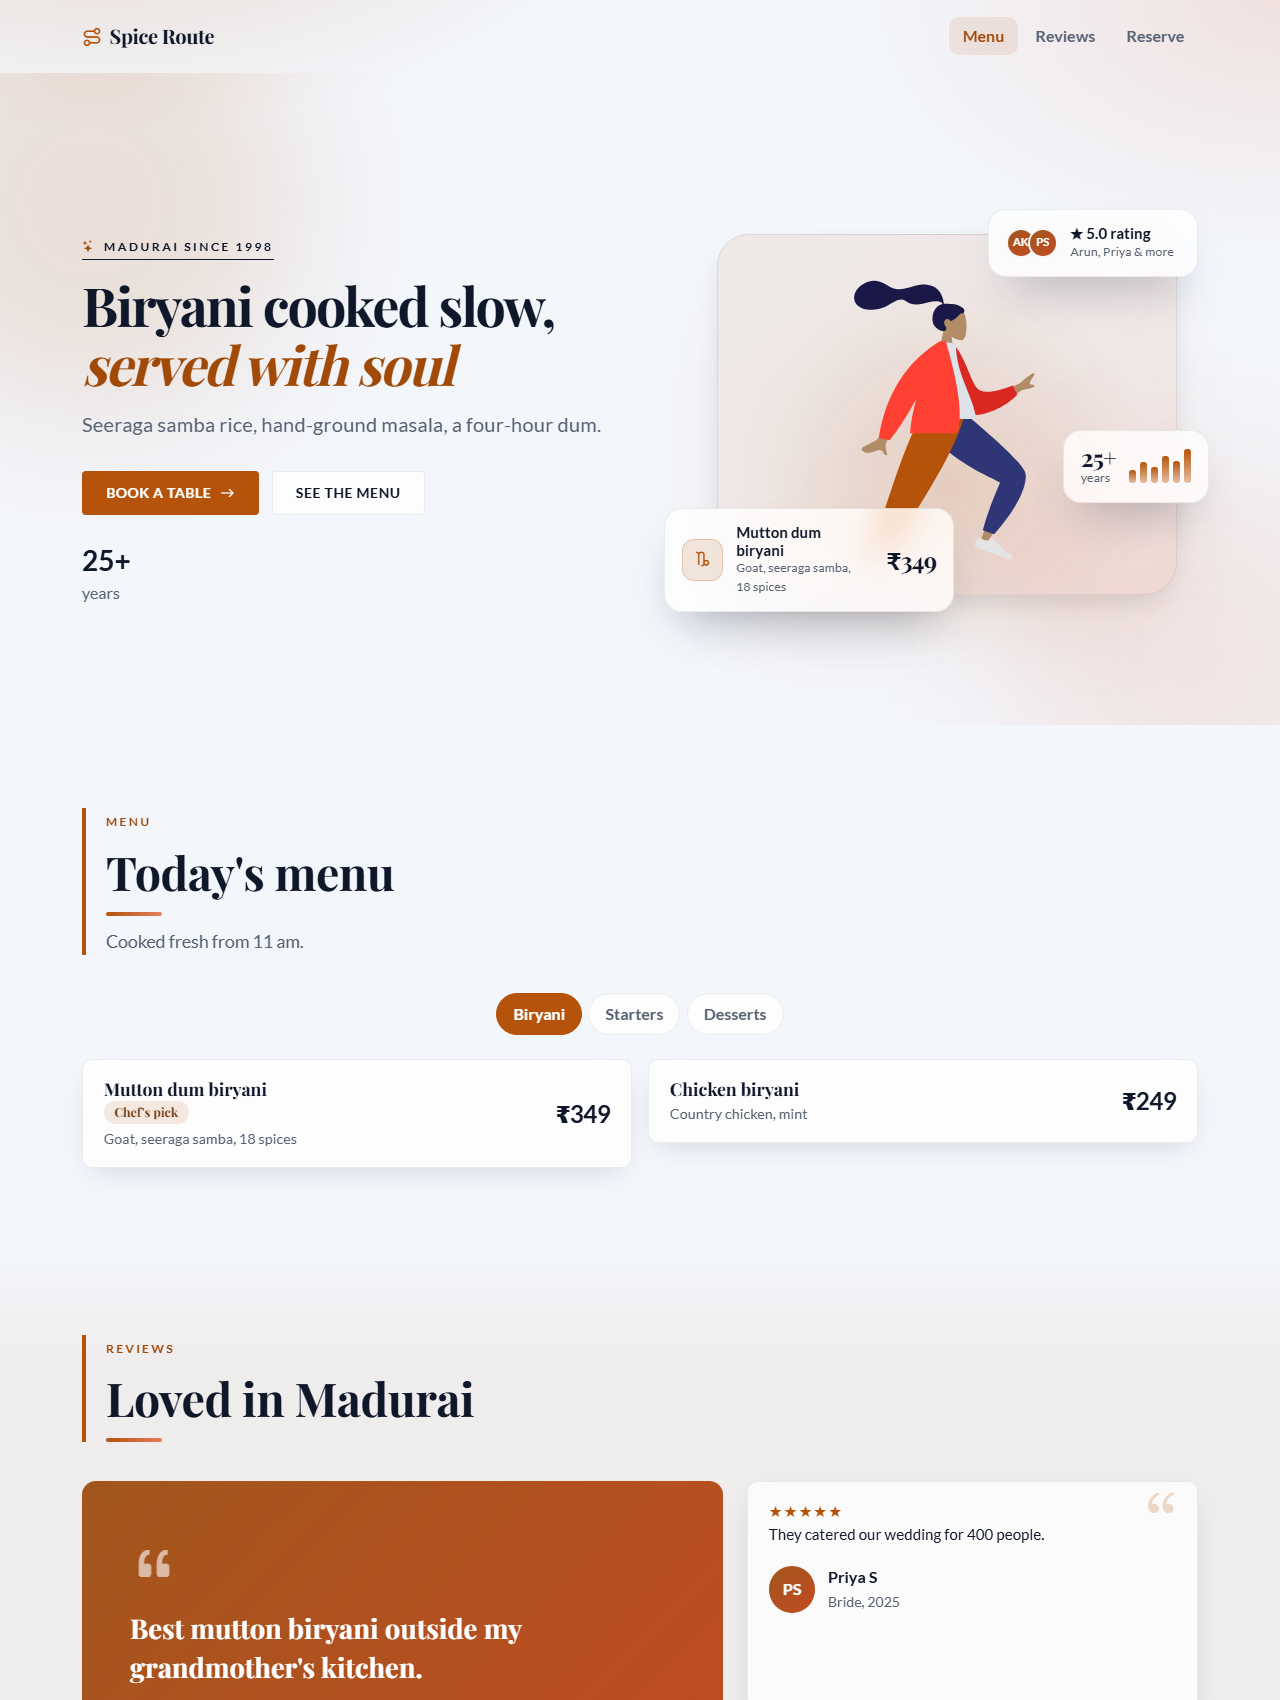 Spice Route
Menu
Reviews
Reserve
MADURAI SINCE 1998
Biryani cooked slow,
served with soul
Seeraga samba rice, hand-ground masala, a four-hour dum.
BOOK A TABLE →
SEE THE MENU
25+
years
AK
PS
★ 5.0 rating
Arun, Priya & more
25+
years
Mutton dum
biryani
Goat, seeraga samba,
18 spices
₹349
MENU
Today's menu
Cooked fresh from 11 am.
Biryani
Starters
Desserts
Mutton dum biryani
Chef's pick
Goat, seeraga samba, 18 spices
₹349
Chicken biryani
Country chicken, mint
₹249
REVIEWS
Loved in Madurai
“
Best mutton biryani outside my
grandmother's kitchen.
★★★★★
“
They catered our wedding for 400 people.
PS
Priya S
Bride, 2025